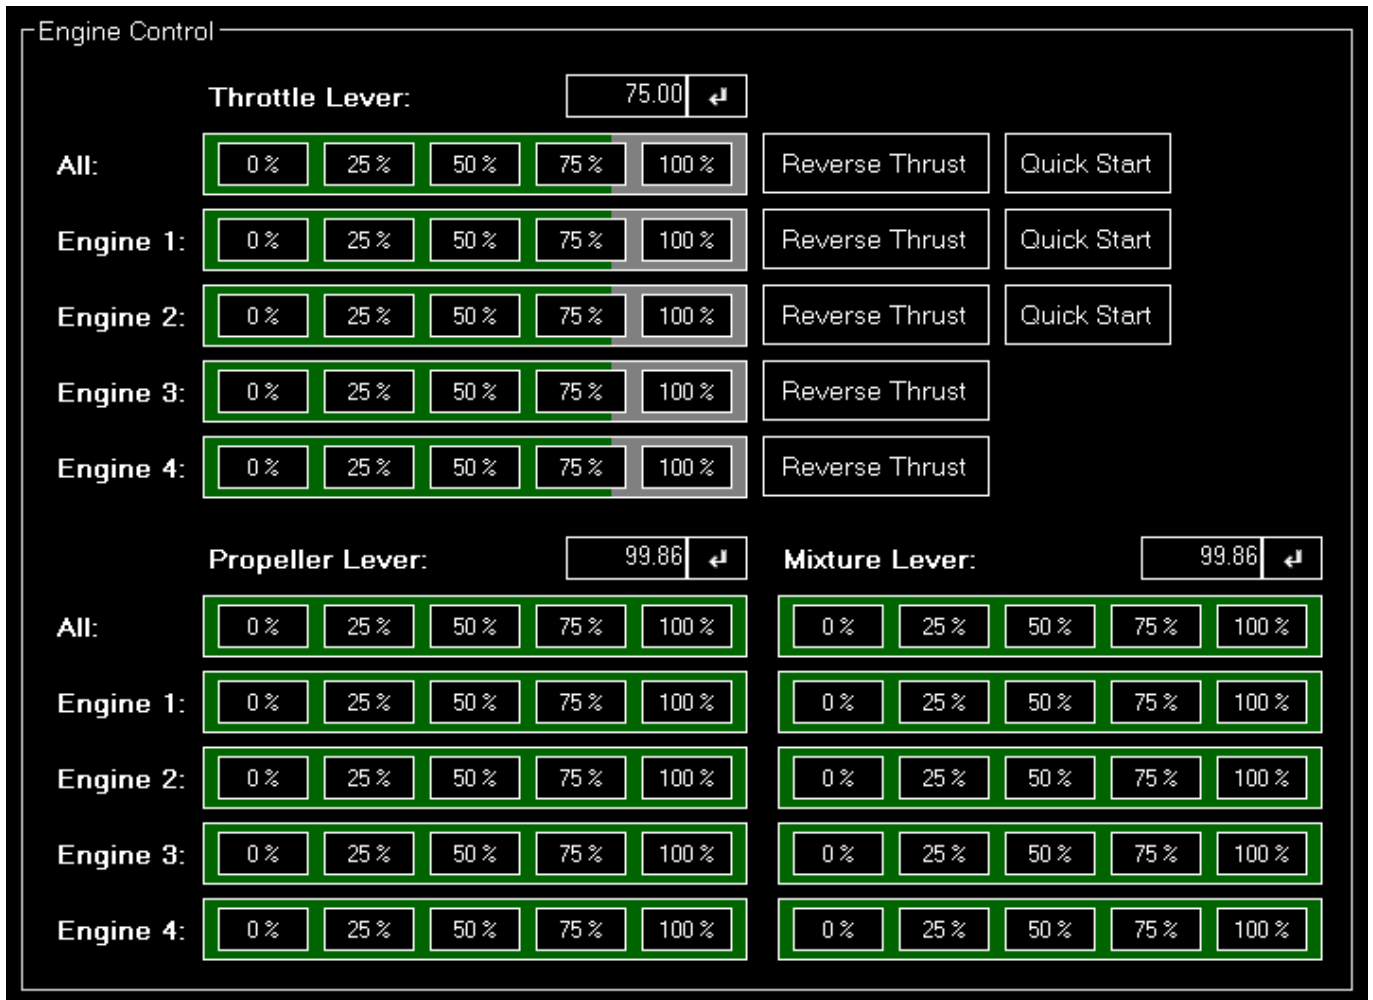 Engine Control
Throttle Lever: 75.00
All: 0 % 25 % 50 % 75 % 100 % Reverse Thrust Quick Start
Engine 1: 0 % 25 % 50 % 75 % 100 % Reverse Thrust Quick Start
Engine 2: 0 % 25 % 50 % 75 % 100 % Reverse Thrust Quick Start
Engine 3: 0 % 25 % 50 % 75 % 100 % Reverse Thrust
Engine 4: 0 % 25 % 50 % 75 % 100 % Reverse Thrust
Propeller Lever: 99.86 Mixture Lever: 99.86
All: 0 % 25 % 50 % 75 % 100 % 0 % 25 % 50 % 75 % 100 %
Engine 1: 0 % 25 % 50 % 75 % 100 % 0 % 25 % 50 % 75 % 100 %
Engine 2: 0 % 25 % 50 % 75 % 100 % 0 % 25 % 50 % 75 % 100 %
Engine 3: 0 % 25 % 50 % 75 % 100 % 0 % 25 % 50 % 75 % 100 %
Engine 4: 0 % 25 % 50 % 75 % 100 % 0 % 25 % 50 % 75 % 100 %